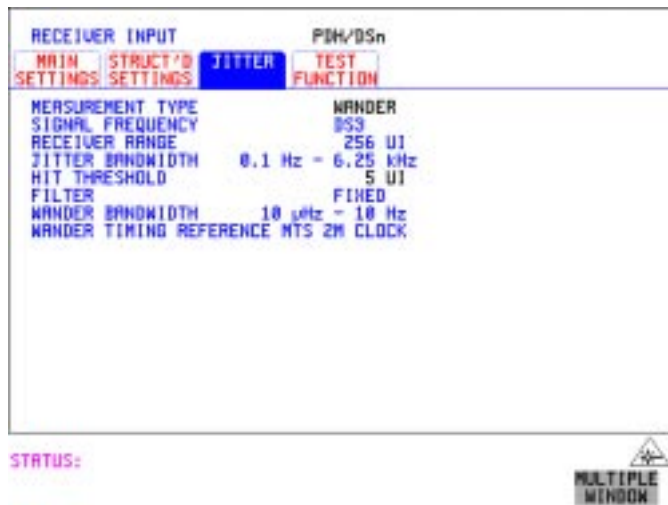 RECEIVER INPUT PDH/DSn
MAIN SETTINGS
STRUCT'D SETTINGS
JITTER
TEST FUNCTION
MEASUREMENT TYPE WANDER
SIGNAL FREQUENCY DS3
RECEIVER RANGE 256 UI
JITTER BANDWIDTH 0.1 Hz - 6.25 kHz
HIT THRESHOLD 5 UI
FILTER FIXED
WANDER BANDWIDTH 10 µHz - 10 Hz
WANDER TIMING REFERENCE MTS 2M CLOCK
STATUS:
MULTIPLE
WINDOW